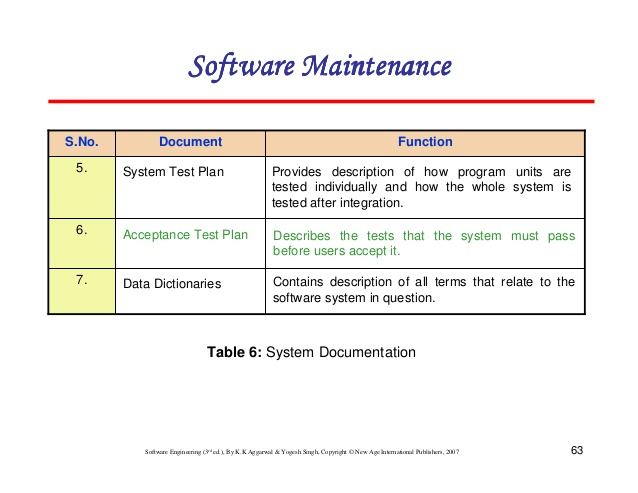 Software Maintenance
S.No. Document Function
5. System Test Plan Provides description of how program units are
tested individually and how the whole system is
tested after integration.
6. Acceptance Test Plan Describes the tests that the system must pass
before users accept it.
7. Data Dictionaries Contains description of all terms that relate to the
software system in question.
Table 6: System Documentation
Software Engineering (3rd ed.), By K.K Aggarwal & Yogesh Singh, Copyright © New Age International Publishers, 2007 63